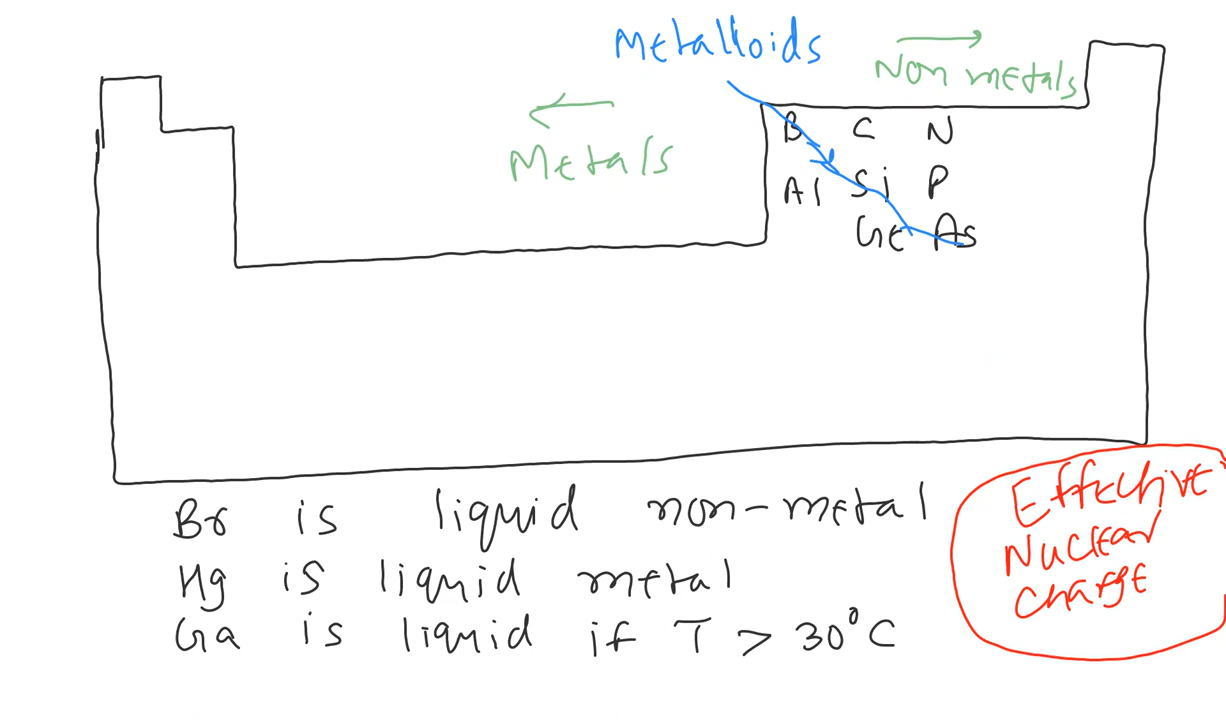 Metalloids
Non metals
Metals
B C N
Al Si P
Ge As
Br is liquid non-metal
Hg is liquid metal
Ga is liquid if T > 30°C
Effective
Nuclear
Charge